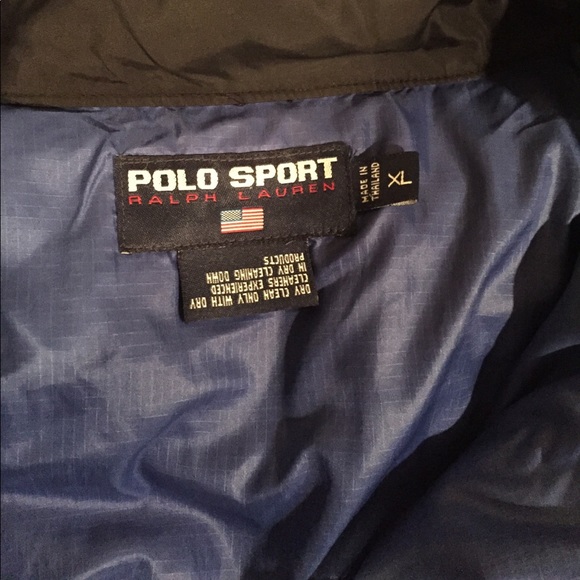 POLO SPORT
RALPH LAUREN
XL
MADE IN
THAILAND
DRY CLEAN ONLY WITH DRY
CLEANERS EXPERIENCED
IN DRY CLEANING DOWN
PRODUCTS